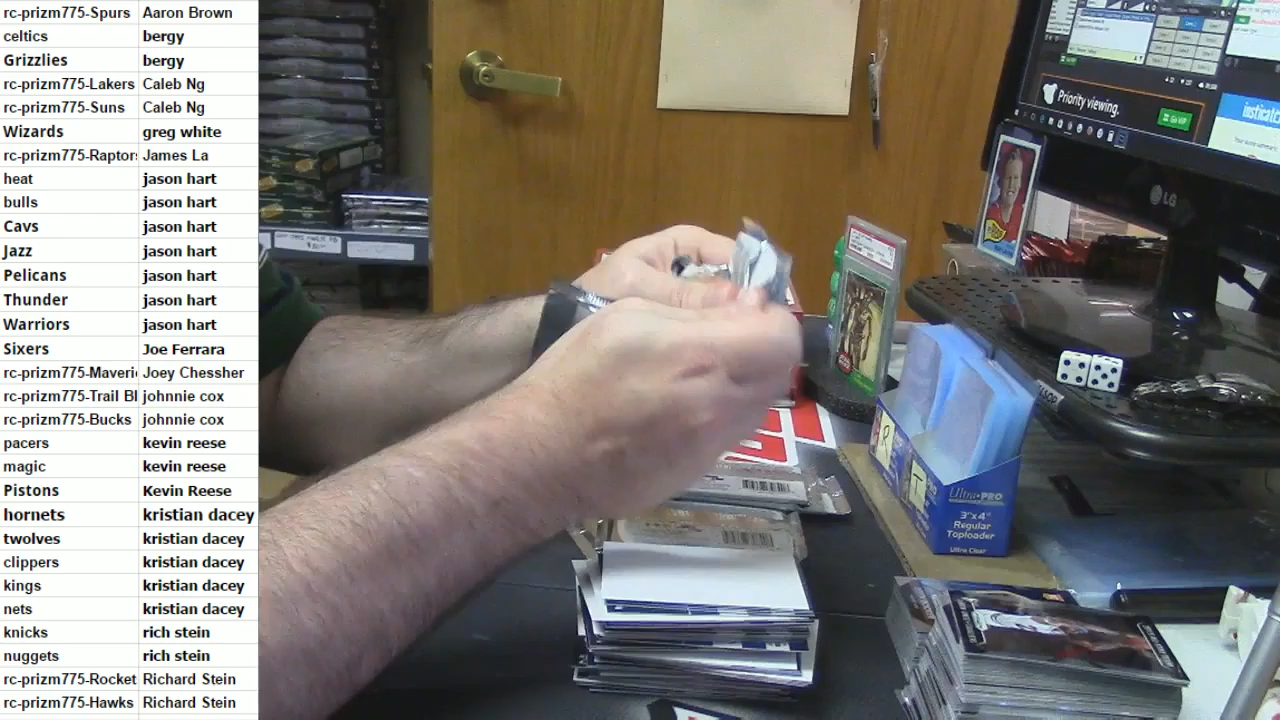 rc-prizm775-Spurs Aaron Brown
celtics bergy
Grizzlies bergy
rc-prizm775-Lakers Caleb Ng
rc-prizm775-Suns Caleb Ng
Wizards greg white
rc-prizm775-Raptors James La
heat jason hart
bulls jason hart
Cavs jason hart
Jazz jason hart
Pelicans jason hart
Thunder jason hart
Warriors jason hart
Sixers Joe Ferrara
rc-prizm775-Maveri Joey Chessher
rc-prizm775-Trail Bl johnnie cox
rc-prizm775-Bucks johnnie cox
pacers kevin reese
magic kevin reese
Pistons Kevin Reese
hornets kristian dacey
twolves kristian dacey
clippers kristian dacey
kings kristian dacey
nets kristian dacey
knicks rich stein
nuggets rich stein
rc-prizm775-Rocket Richard Stein
rc-prizm775-Hawks Richard Stein
Priority viewing.
Go VIP
LG
R
T
Ultra PRO
3"x4"
Regular
Toploader
Ultra Clear